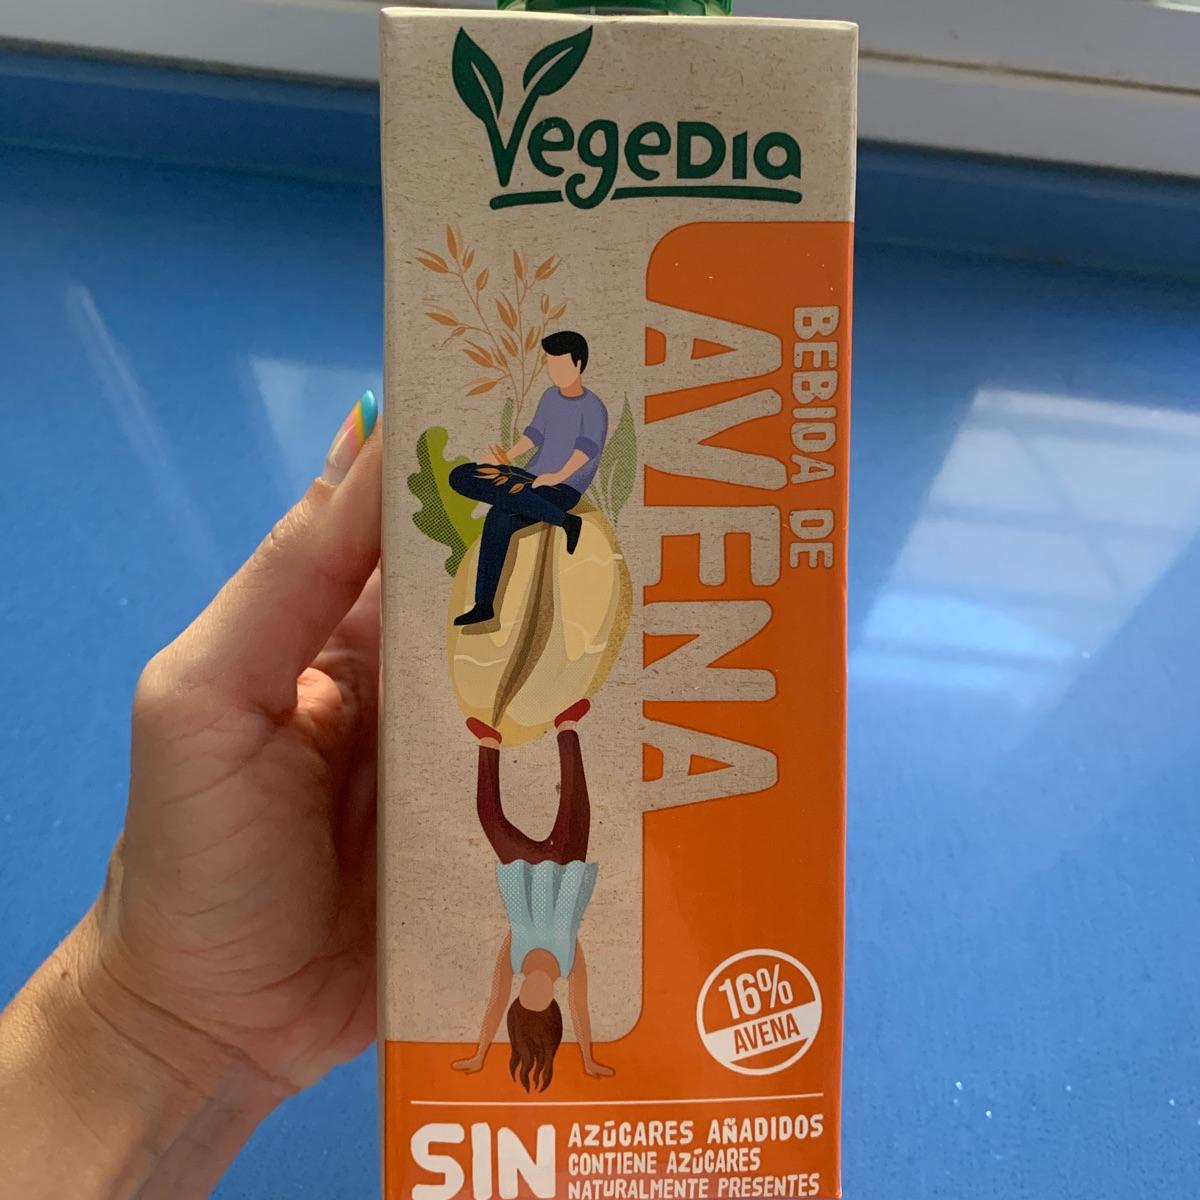 VegeDia
BEBIDA DE
AVENA
16%
AVENA
SIN
AZÚCARES AÑADIDOS
CONTIENE AZÚCARES
NATURALMENTE PRESENTES